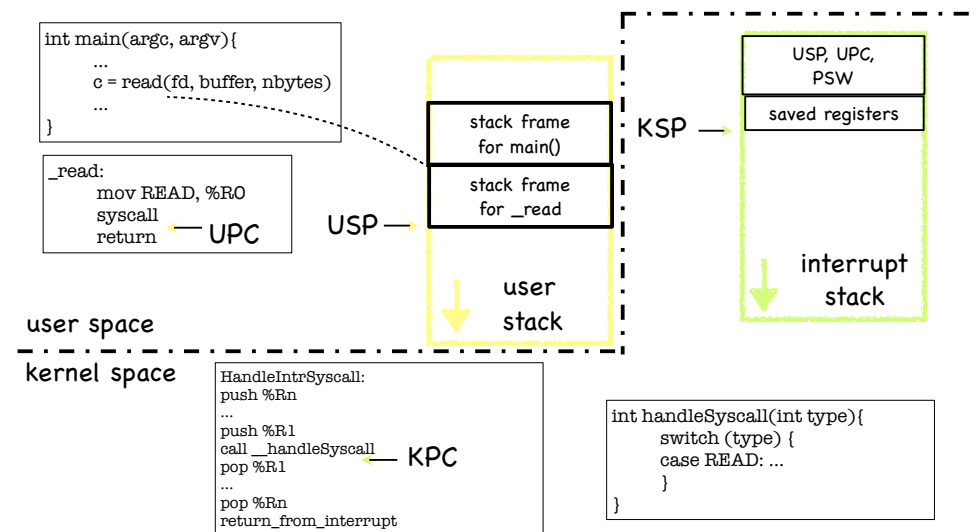 int main(argc, argv){
...
c = read(fd, buffer, nbytes)
...
}
_read:
mov READ, %R0
syscall
return
UPC
USP
stack frame
for main()
stack frame
for _read
user
stack
KSP
USP, UPC,
PSW
saved registers
interrupt
stack
user space
kernel space
HandleIntrSyscall:
push %Rn
...
push %R1
call __handleSyscall
pop %R1
...
pop %Rn
return_from_interrupt
KPC
int handleSyscall(int type){
switch (type) {
case READ: ...
}
}